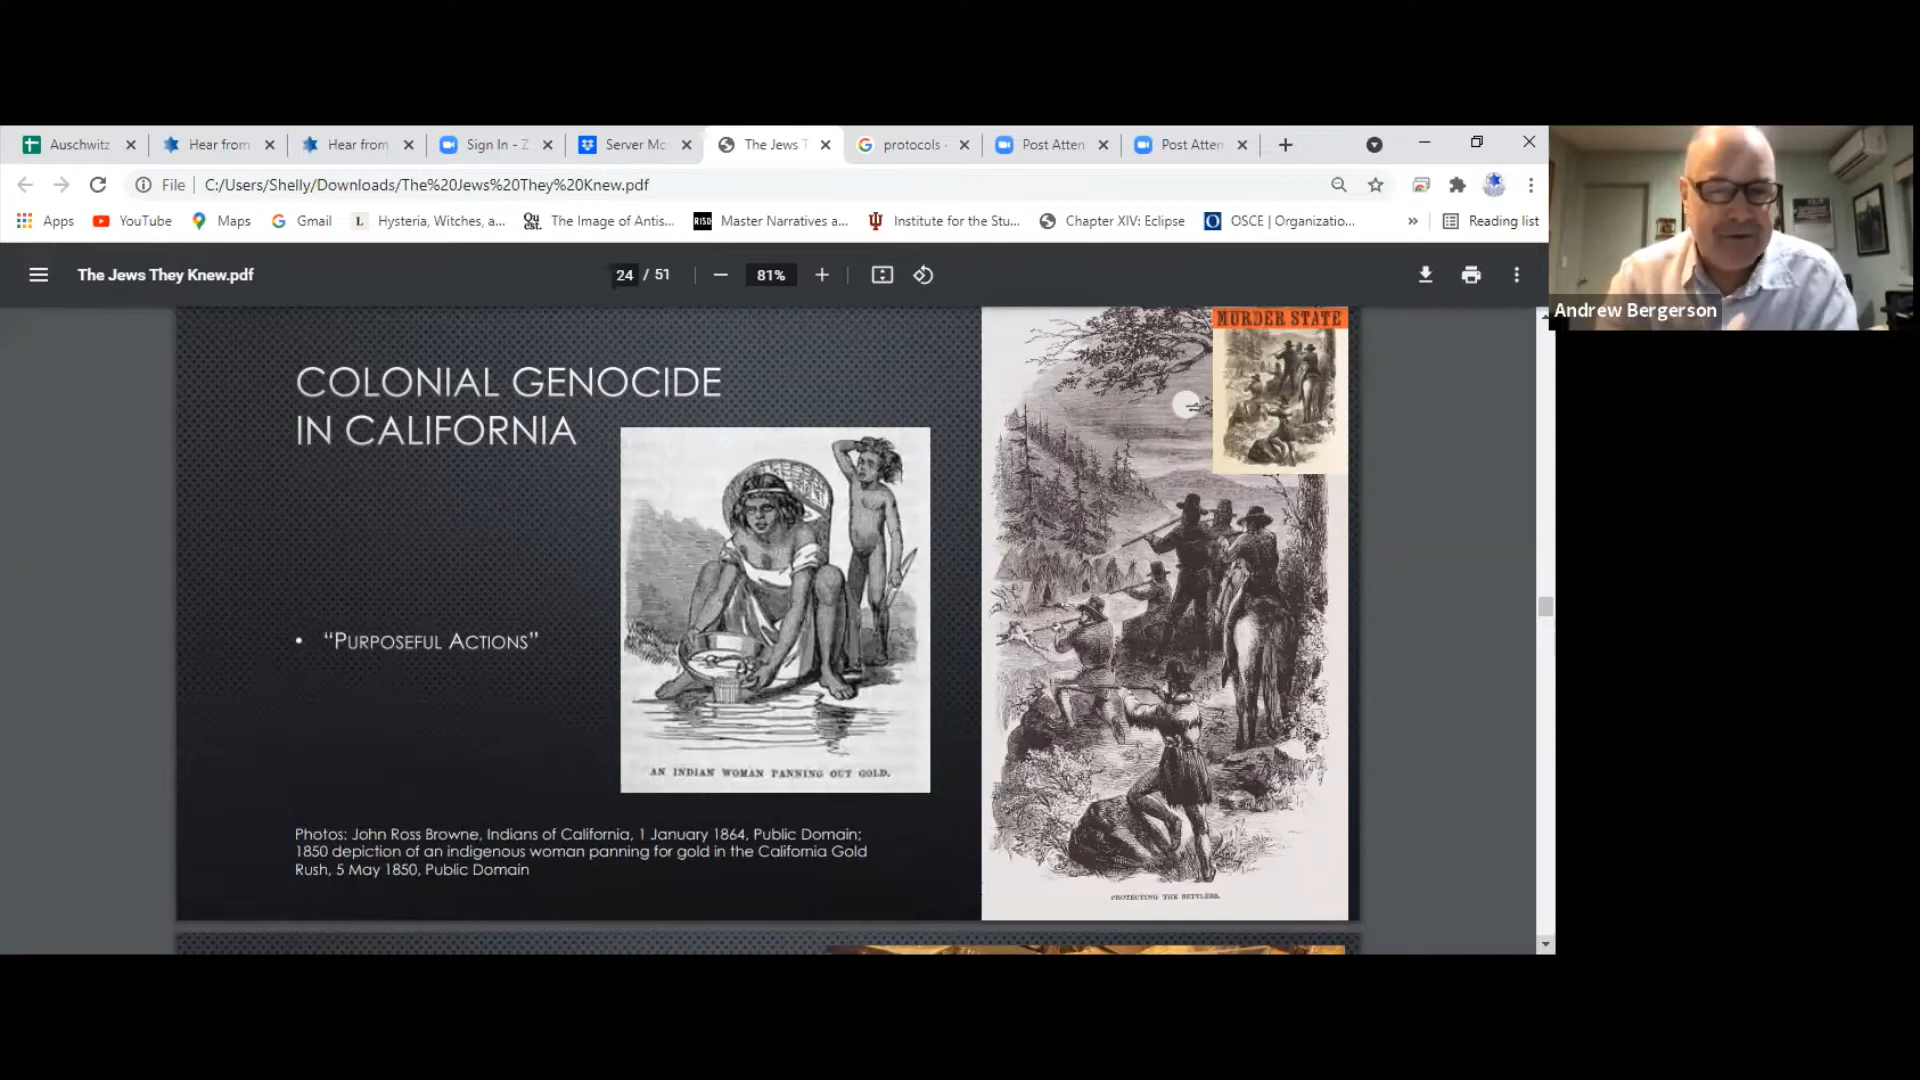 Auschwitz
Hear from
Hear from
Sign In - Z
Server Mo
The Jews T
protocols -
Post Atten
Post Atten
File
C:/Users/Shelly/Downloads/The%20Jews%20They%20Knew.pdf
Apps
YouTube
Maps
Gmail
L
Hysteria, Witches, a...
Qu est.
The Image of Antis...
RISD
Master Narratives a...
Institute for the Stu...
Chapter XIV: Eclipse
OSCE | Organizatio...
»
Reading list
The Jews They Knew.pdf
24 / 51
81%
Andrew Bergerson
MURDER STATE
COLONIAL GENOCIDE
IN CALIFORNIA
• “PURPOSEFUL ACTIONS”
AN INDIAN WOMAN PANNING OUT GOLD.
Photos: John Ross Browne, Indians of California, 1 January 1864, Public Domain;
1850 depiction of an indigenous woman panning for gold in the California Gold
Rush, 5 May 1850, Public Domain
PROTECTING THE SETTLERS.